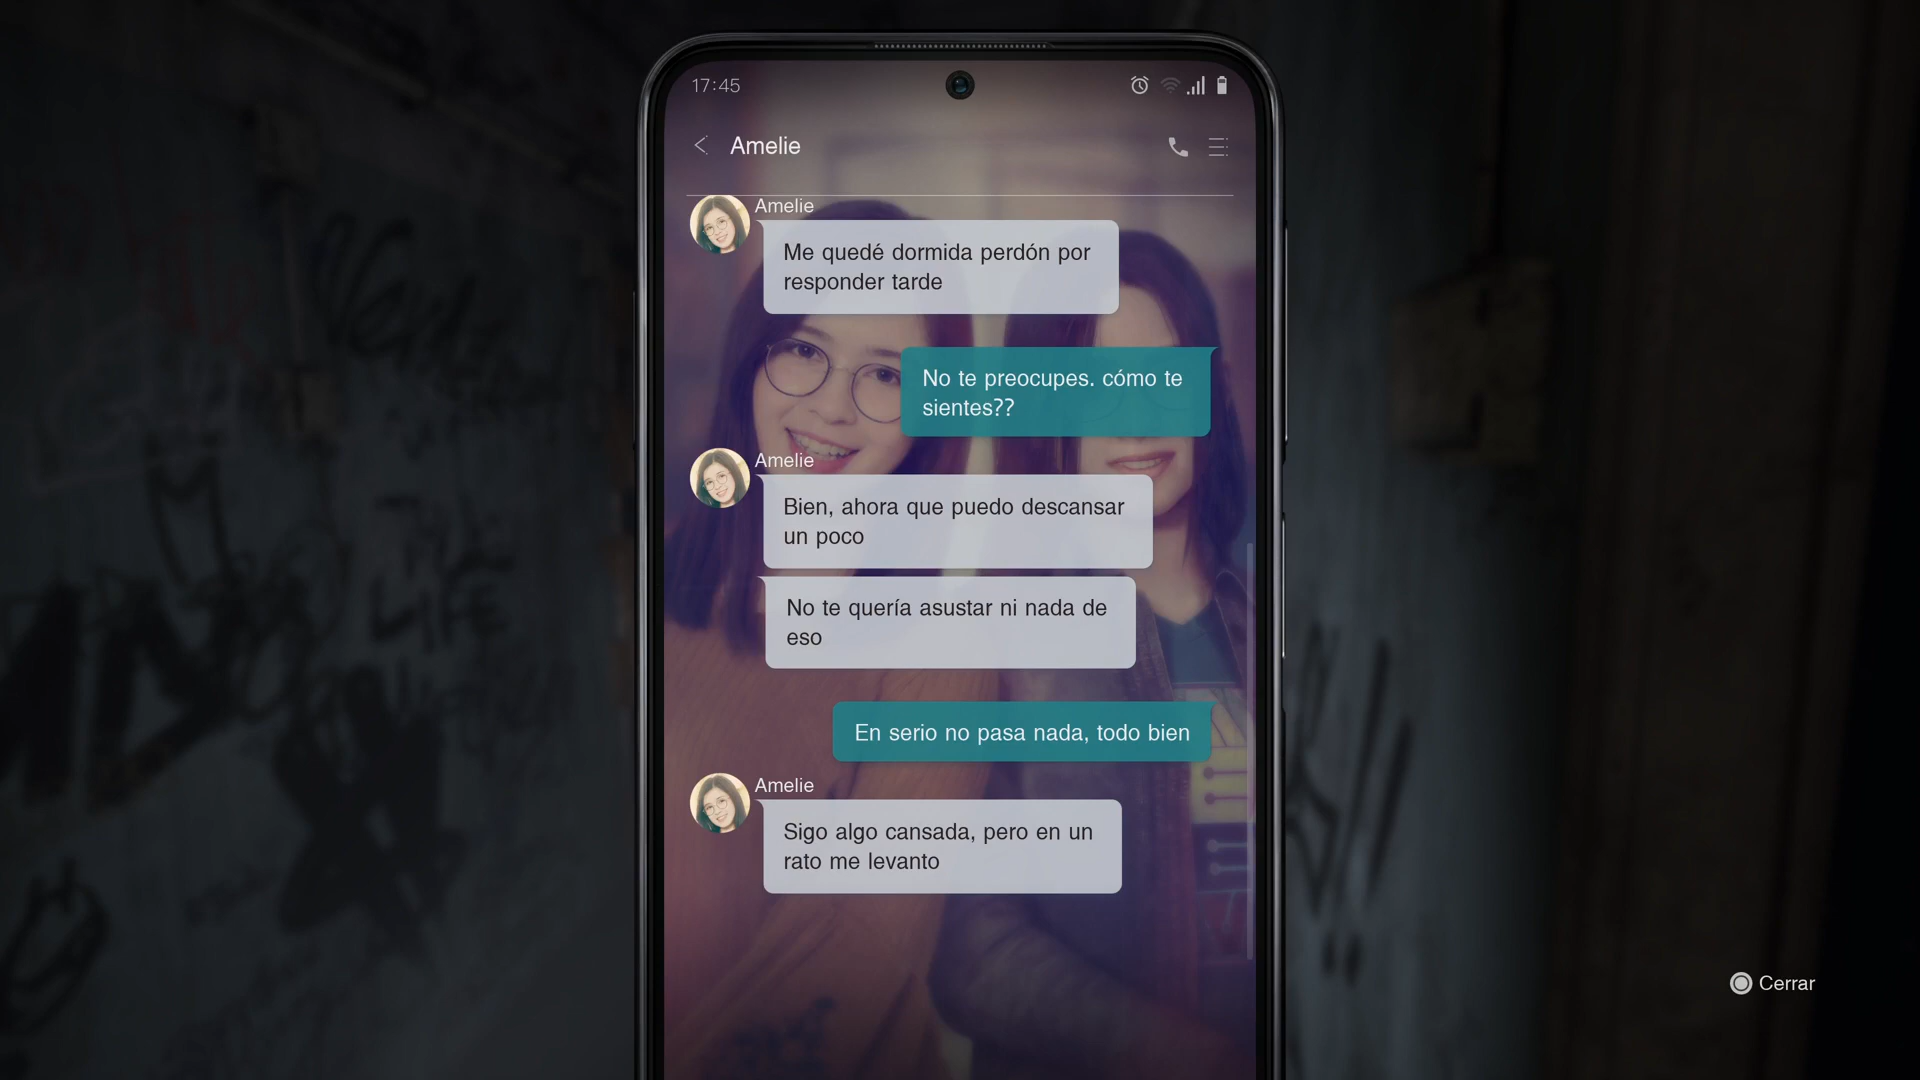 17:45
Amelie
Amelie
Me quedé dormida perdón por
responder tarde
No te preocupes. cómo te
sientes??
Amelie
Bien, ahora que puedo descansar
un poco
No te quería asustar ni nada de
eso
En serio no pasa nada, todo bien
Amelie
Sigo algo cansada, pero en un
rato me levanto
Cerrar